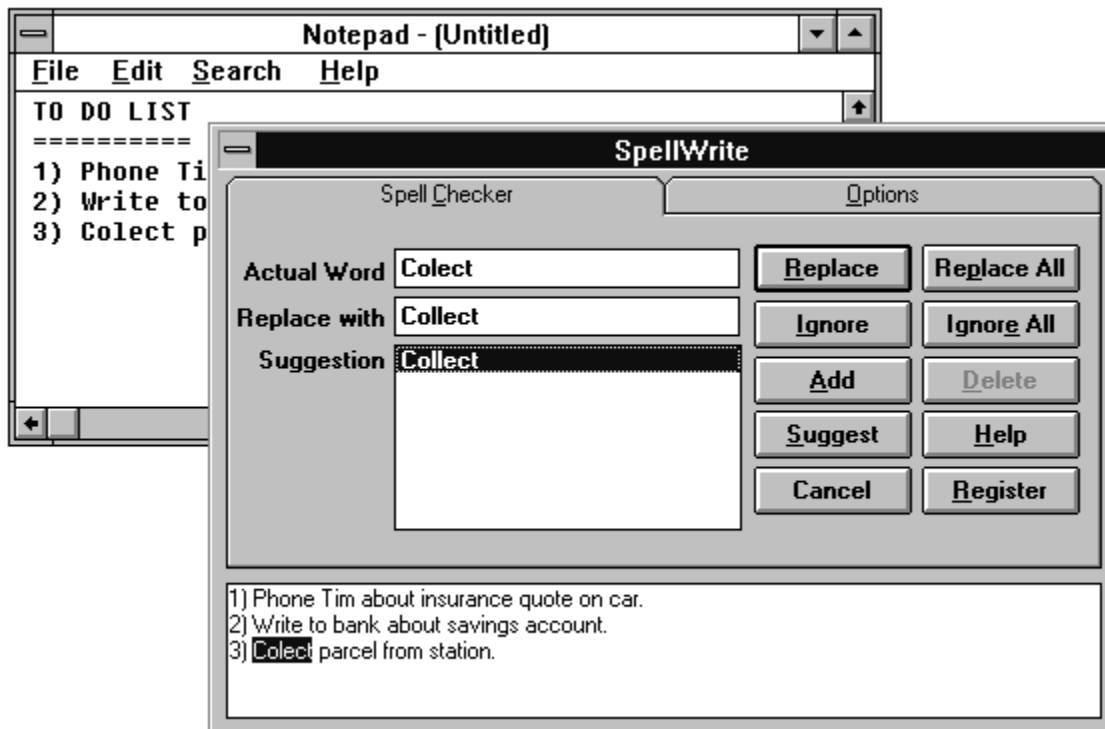 Notepad - (Untitled)
File Edit Search Help
TO DO LIST
==========
1) Phone Ti
2) Write to
3) Colect p
SpellWrite
Spell Checker Options
Actual Word Colect Replace Replace All
Replace with Collect Ignore Ignore All
Suggestion Collect
Add Delete
Suggest Help
Cancel Register
1) Phone Tim about insurance quote on car.
2) Write to bank about savings account.
3) Colect parcel from station.